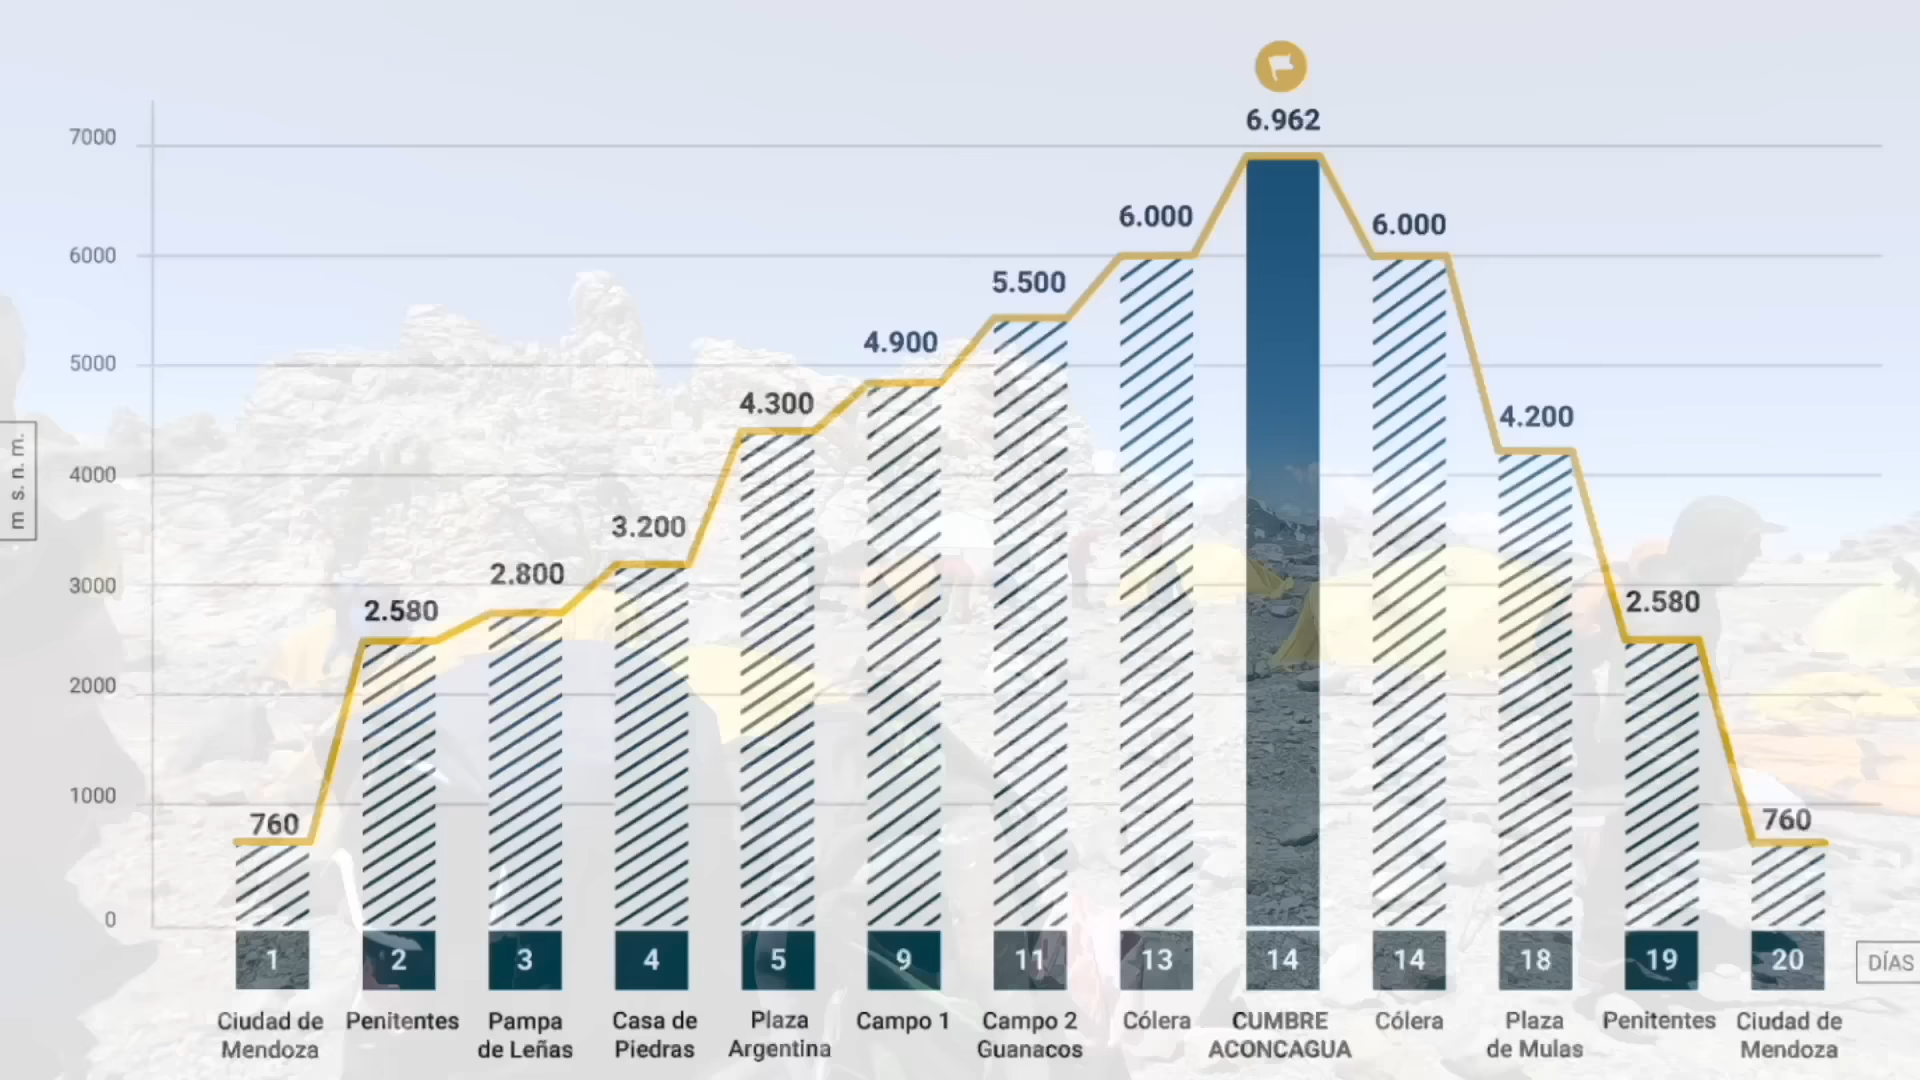 6.962
7000
6.000
6.000
6000
5.500
4.900
5000
4.300
4.200
m s. n. m.
4000
3.200
2.800
3000
2.580
2.580
2000
1000
760
760
0
1 2 3 4 5 9 11 13 14 14 18 19 20 DÍAS
Ciudad de
Mendoza
Penitentes
Pampa
de Leñas
Casa de
Piedras
Plaza
Argentina
Campo 1
Campo 2
Guanacos
Cólera
CUMBRE
ACONCAGUA
Cólera
Plaza
de Mulas
Penitentes
Ciudad de
Mendoza